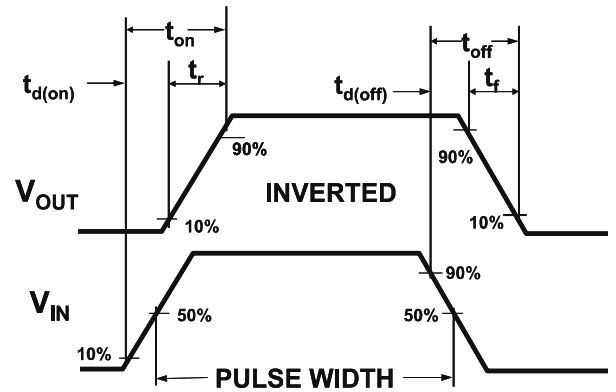 t_on
t_off
t_d(on)
t_r
t_d(off)
t_f
90%
90%
V_OUT
INVERTED
10%
10%
90%
V_IN
50%
50%
10%
PULSE WIDTH